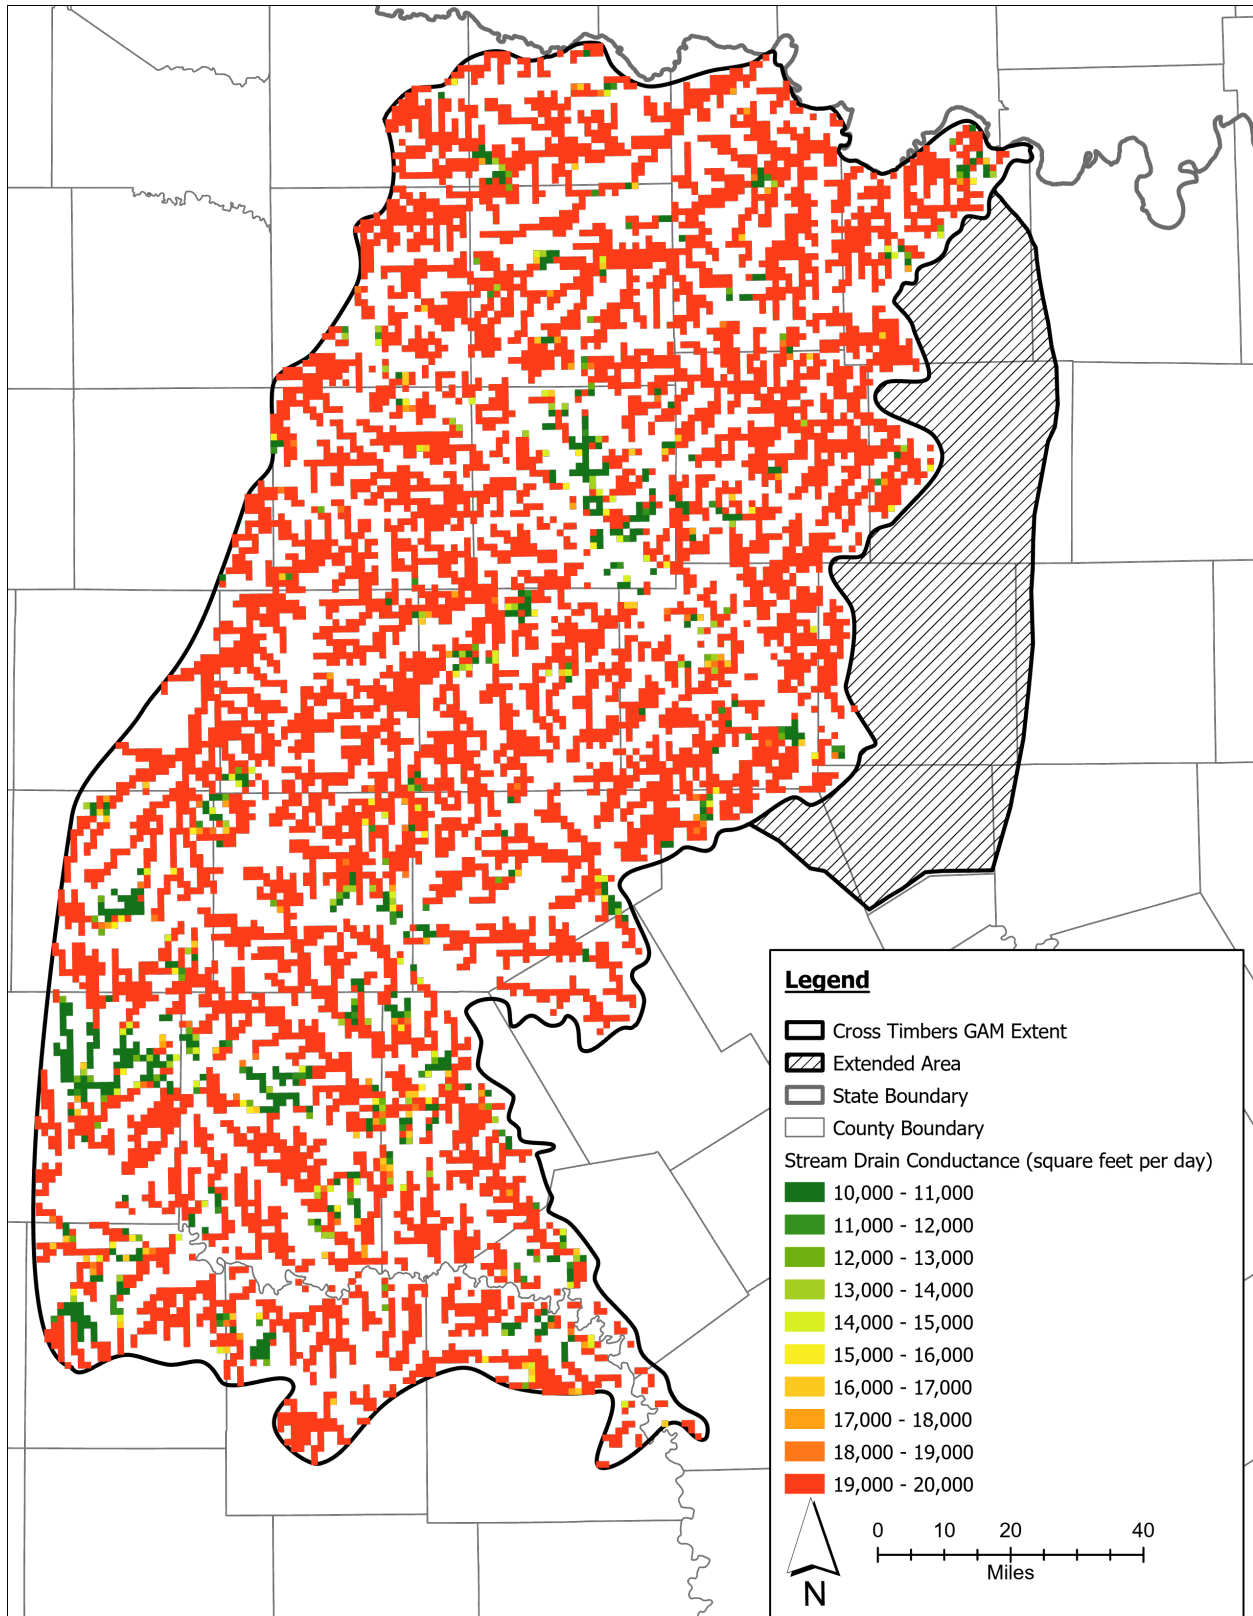 Legend
Cross Timbers GAM Extent
Extended Area
State Boundary
County Boundary
Stream Drain Conductance (square feet per day)
10,000 - 11,000
11,000 - 12,000
12,000 - 13,000
13,000 - 14,000
14,000 - 15,000
15,000 - 16,000
16,000 - 17,000
17,000 - 18,000
18,000 - 19,000
19,000 - 20,000
0 10 20 40
Miles
N